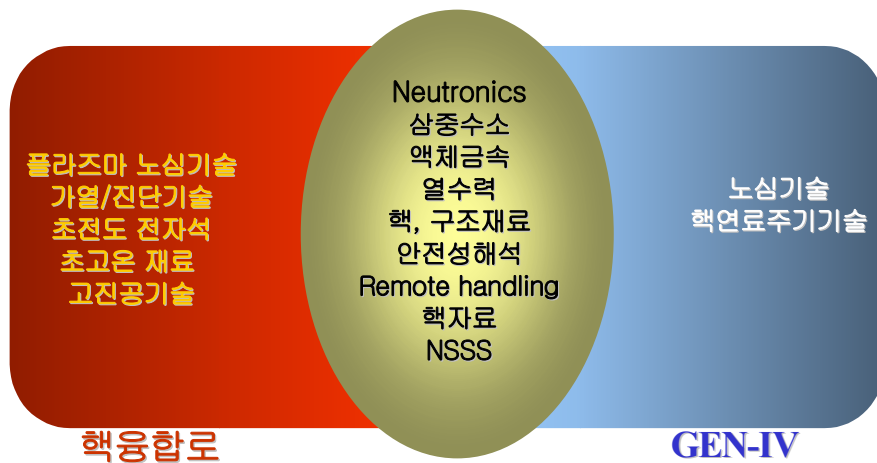 플라즈마 노심기술
가열/진단기술
초전도 전자석
초고온 재료
고진공기술
Neutronics
삼중수소
액체금속
열수력
핵, 구조재료
안전성해석
Remote handling
핵자료
NSSS
노심기술
핵연료주기기술
핵융합로
GEN-IV